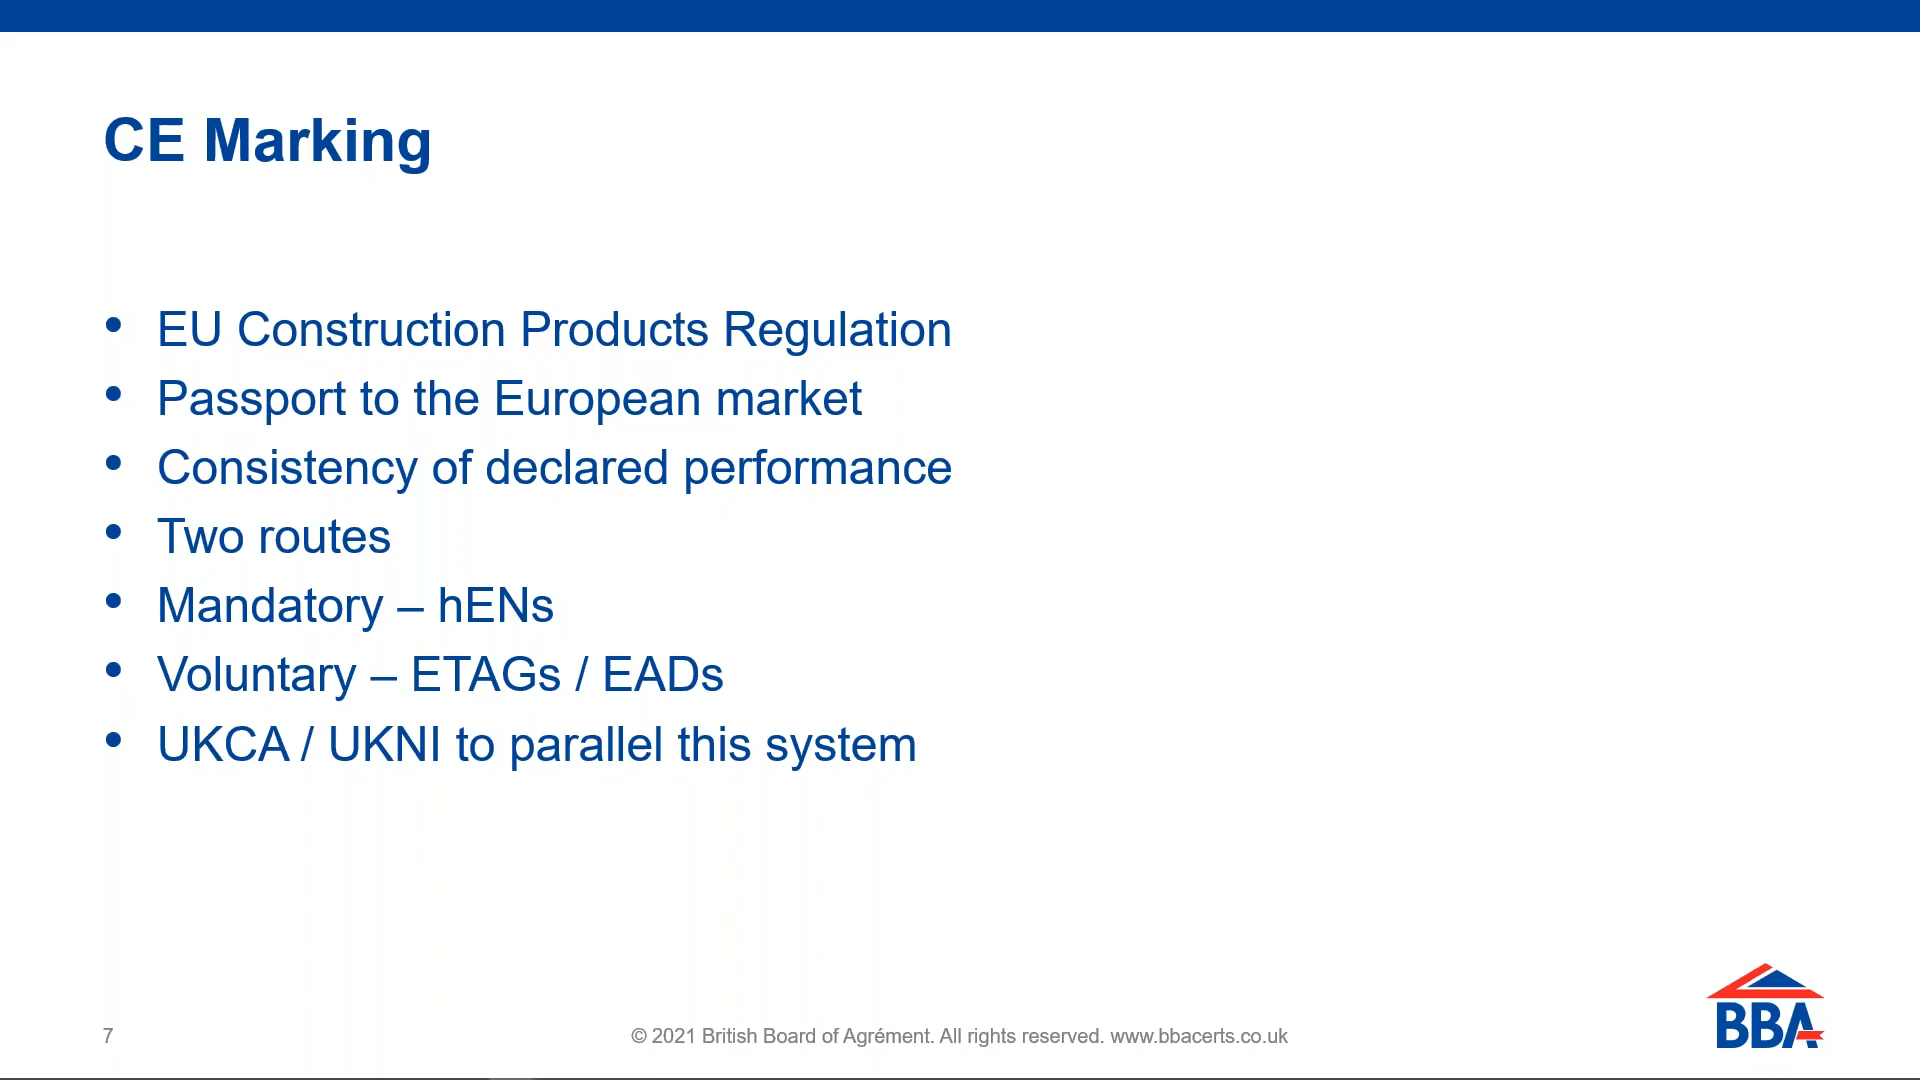 CE Marking
• EU Construction Products Regulation
• Passport to the European market
• Consistency of declared performance
• Two routes
• Mandatory – hENs
• Voluntary – ETAGs / EADs
• UKCA / UKNI to parallel this system
7
© 2021 British Board of Agrément. All rights reserved. www.bbacerts.co.uk
BBA